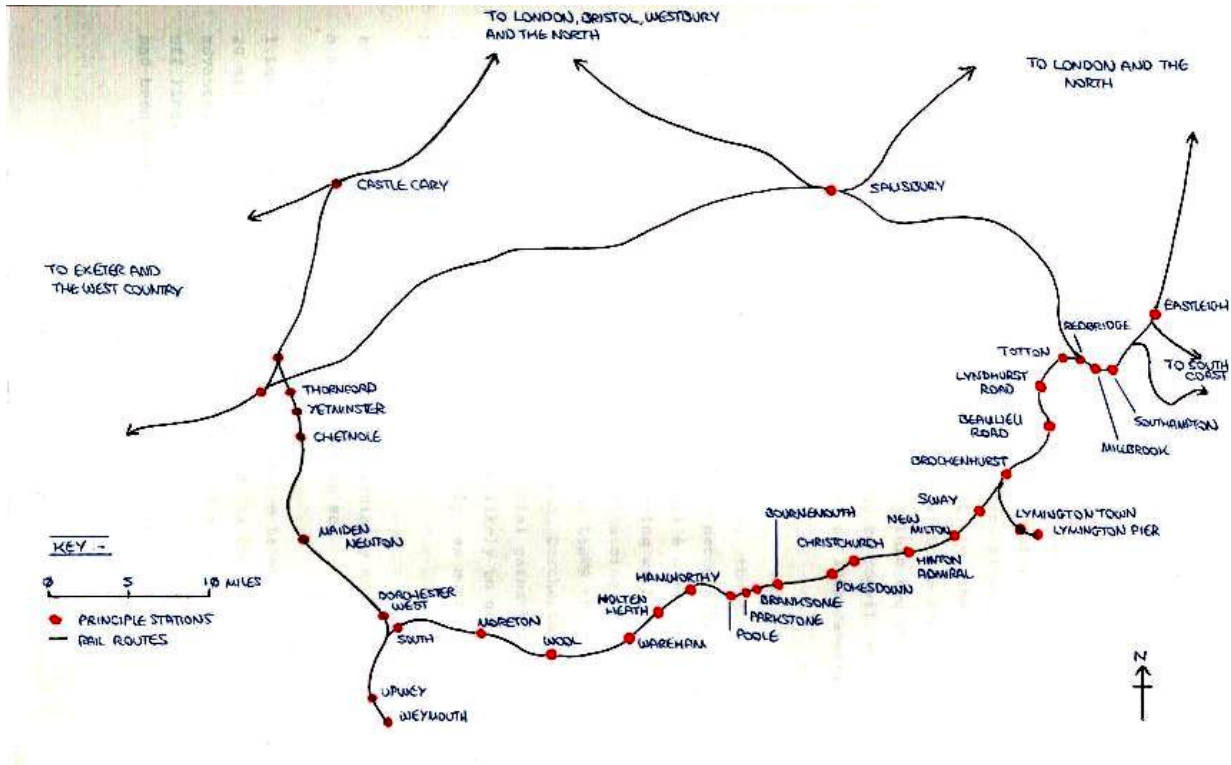 TO LONDON, BRISTOL, WESTBURY
AND THE NORTH
TO LONDON AND THE
NORTH
CASTLE CARY
SALISBURY
TO EXETER AND
THE WEST COUNTRY
EASTLEIGH
REDBRIDGE
TOTTON
TO SOUTH
COAST
LYNDHURST
ROAD
THORNFORD
YETMINSTER
SOUTHAMPTON
BEAULIEU
ROAD
CHETNOLE
MILLBROOK
BROCKENHURST
SWAY
LYMINGTON TOWN
LYMINGTON PIER
BOURNEMOUTH
NEW
MILTON
CHRISTCHURCH
HINTON
ADMIRAL
MAIDEN
NEWTON
KEY :-
0 5 10 MILES
PRINCIPLE STATIONS
RAIL ROUTES
HAMWORTHY
POKESDOWN
BRANKSOME
PARKSTONE
POOLE
HOLTEN
HEATH
DORCHESTER
WEST
SOUTH
MORETON
WOOL
WAREHAM
UPWEY
WEYMOUTH
N